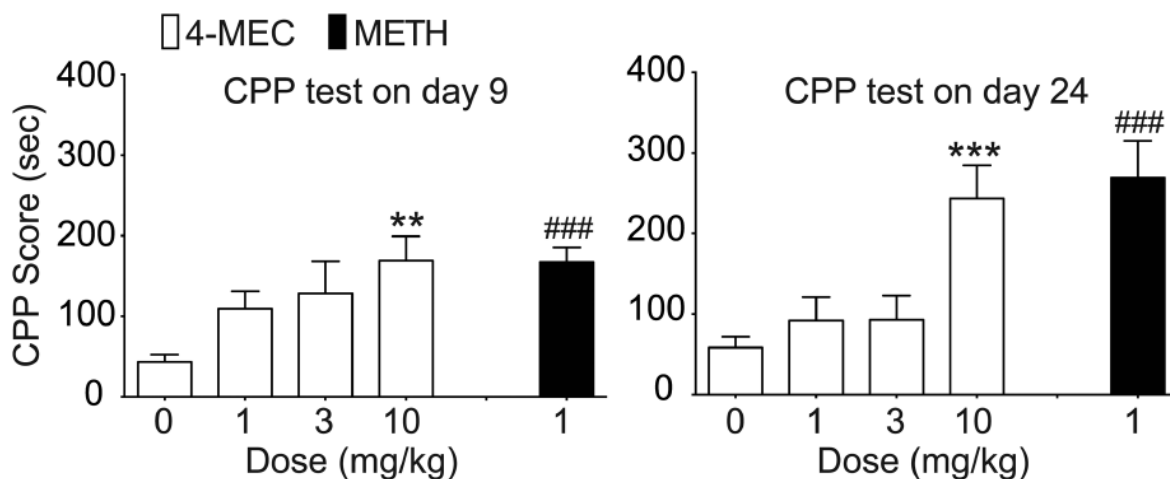 4-MEC METH
400
CPP test on day 9
300
200
100
0
CPP Score (sec)
** ###
0 1 3 10 1
Dose (mg/kg)
400
CPP test on day 24
300
200
100
0
*** ###
0 1 3 10 1
Dose (mg/kg)